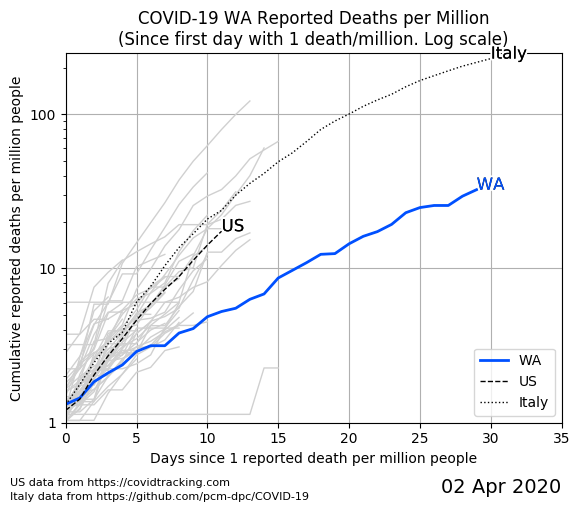 COVID-19 WA Reported Deaths per Million
(Since first day with 1 death/million. Log scale)
Italy
100
WA
US
10
1
Cumulative reported deaths per million people
WA
US
Italy
0 5 10 15 20 25 30 35
Days since 1 reported death per million people
US data from https://covidtracking.com
Italy data from https://github.com/pcm-dpc/COVID-19
02 Apr 2020